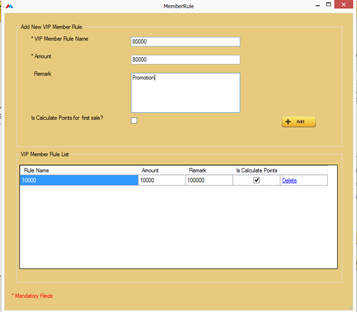 MemberRule
Add New VIP Member Rule
* VIP Member Rule Name 80000
* Amount 80000
Remark Promotion
Is Calculate Points for first sale?
Add
VIP Member Rule List
Rule Name Amount Remark Is Calculate Points
10000 10000 100000 Delete
* Mandatory Fileds